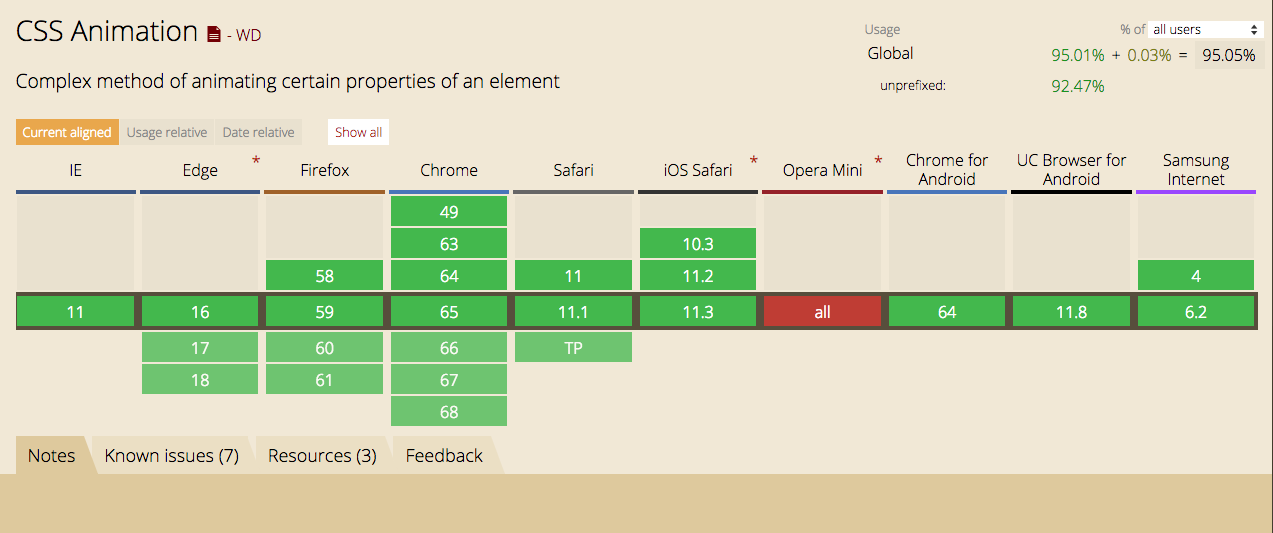 CSS Animation - WD
Usage % of all users
Global 95.01% + 0.03% = 95.05%
unprefixed: 92.47%
Complex method of animating certain properties of an element
Current aligned Usage relative Date relative Show all
IE Edge * Firefox Chrome Safari iOS Safari * Opera Mini * Chrome for Android UC Browser for Android Samsung Internet
49
63 10.3
58 64 11 11.2 4
11 16 59 65 11.1 11.3 all 64 11.8 6.2
17 60 66 TP
18 61 67
68
Notes Known issues (7) Resources (3) Feedback